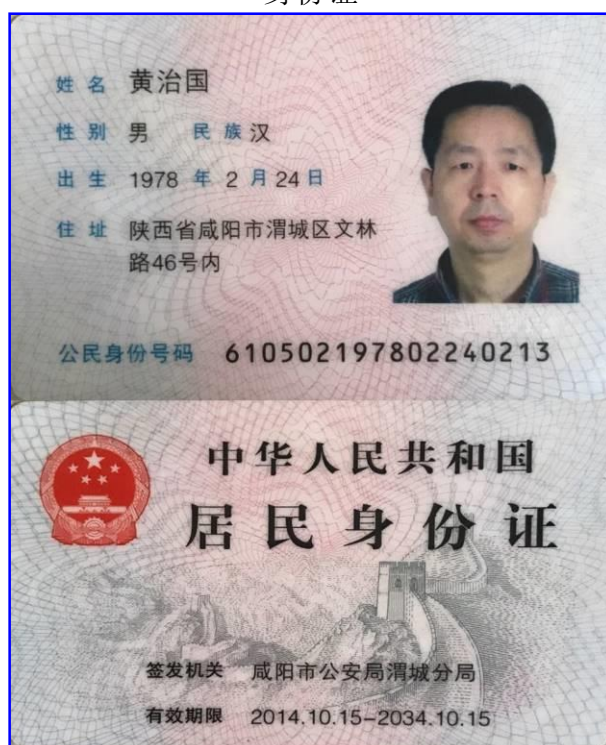 身份证
姓名 黄治国
性别 男 民族 汉
出生 1978 年 2 月 24 日
住址 陕西省咸阳市渭城区文林
路46号内
公民身份号码 610502197802240213
中华人民共和国
居民身份证
签发机关 咸阳市公安局渭城分局
有效期限 2014.10.15-2034.10.15